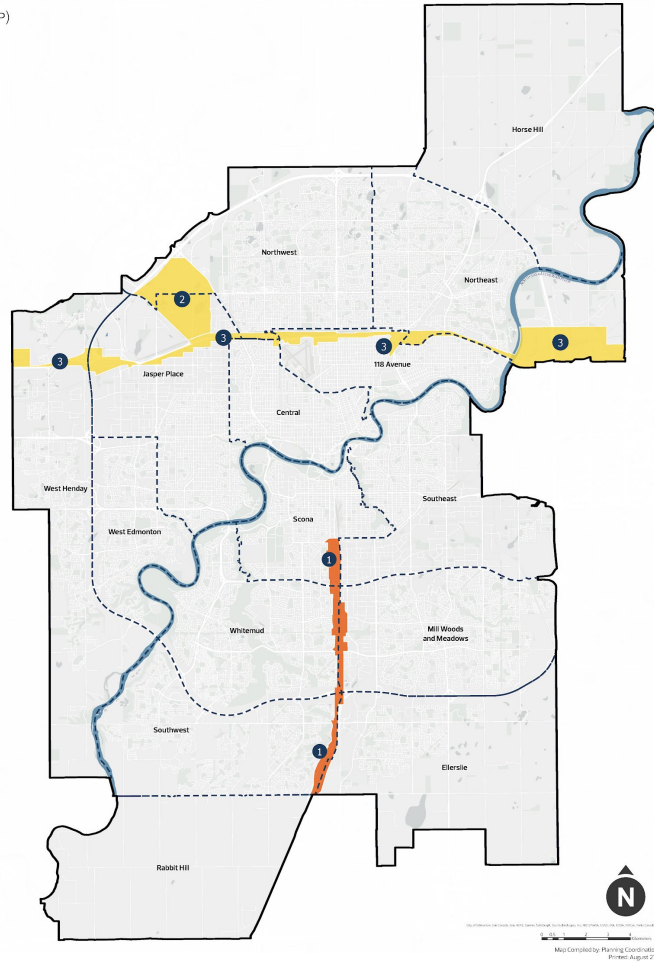 P)
Horse Hill
Northwest
Northeast
2
3
3
3
3
118 Avenue
Jasper Place
Central
West Henday
Southeast
Scona
West Edmonton
1
Whitemud
Mill Woods
and Meadows
Southwest
1
Ellerslie
Rabbit Hill
N
Map Compiled by: Planning Coordinatio
Printed: August 2